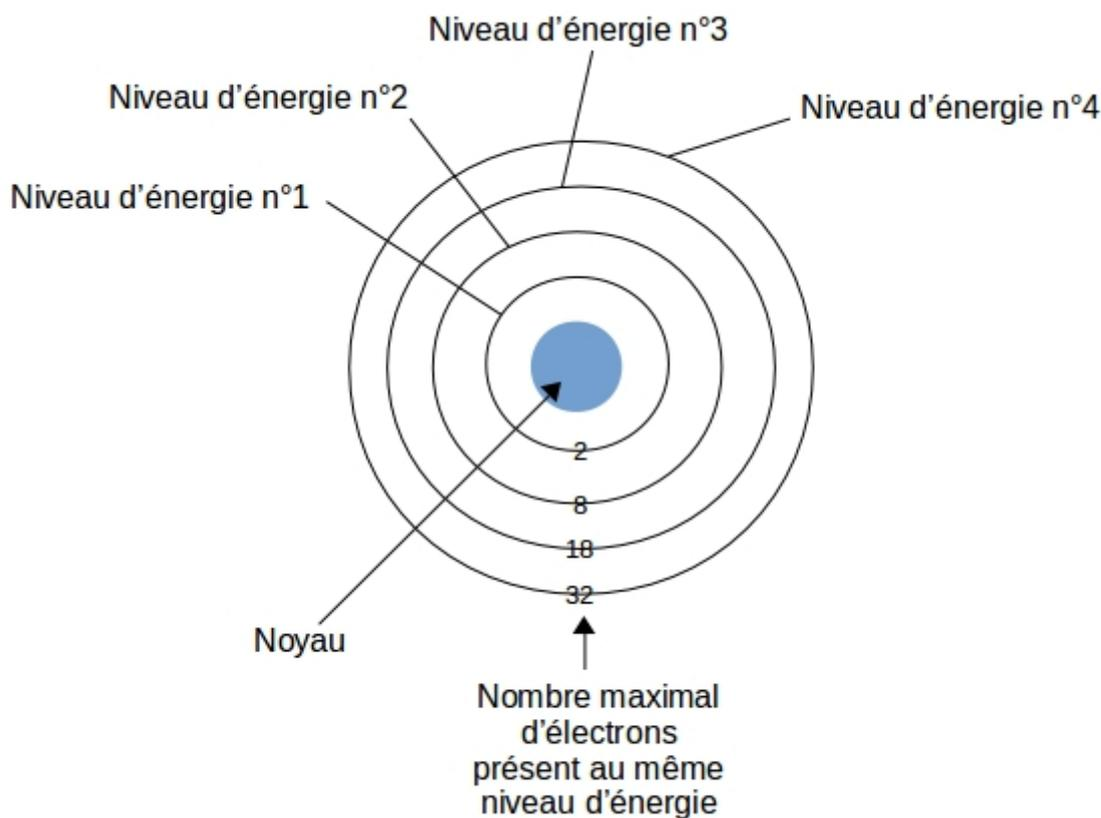 Niveau d'énergie n°3
Niveau d'énergie n°2
Niveau d'énergie n°4
Niveau d'énergie n°1
2
8
18
32
Noyau
Nombre maximal
d'électrons
présent au même
niveau d'énergie